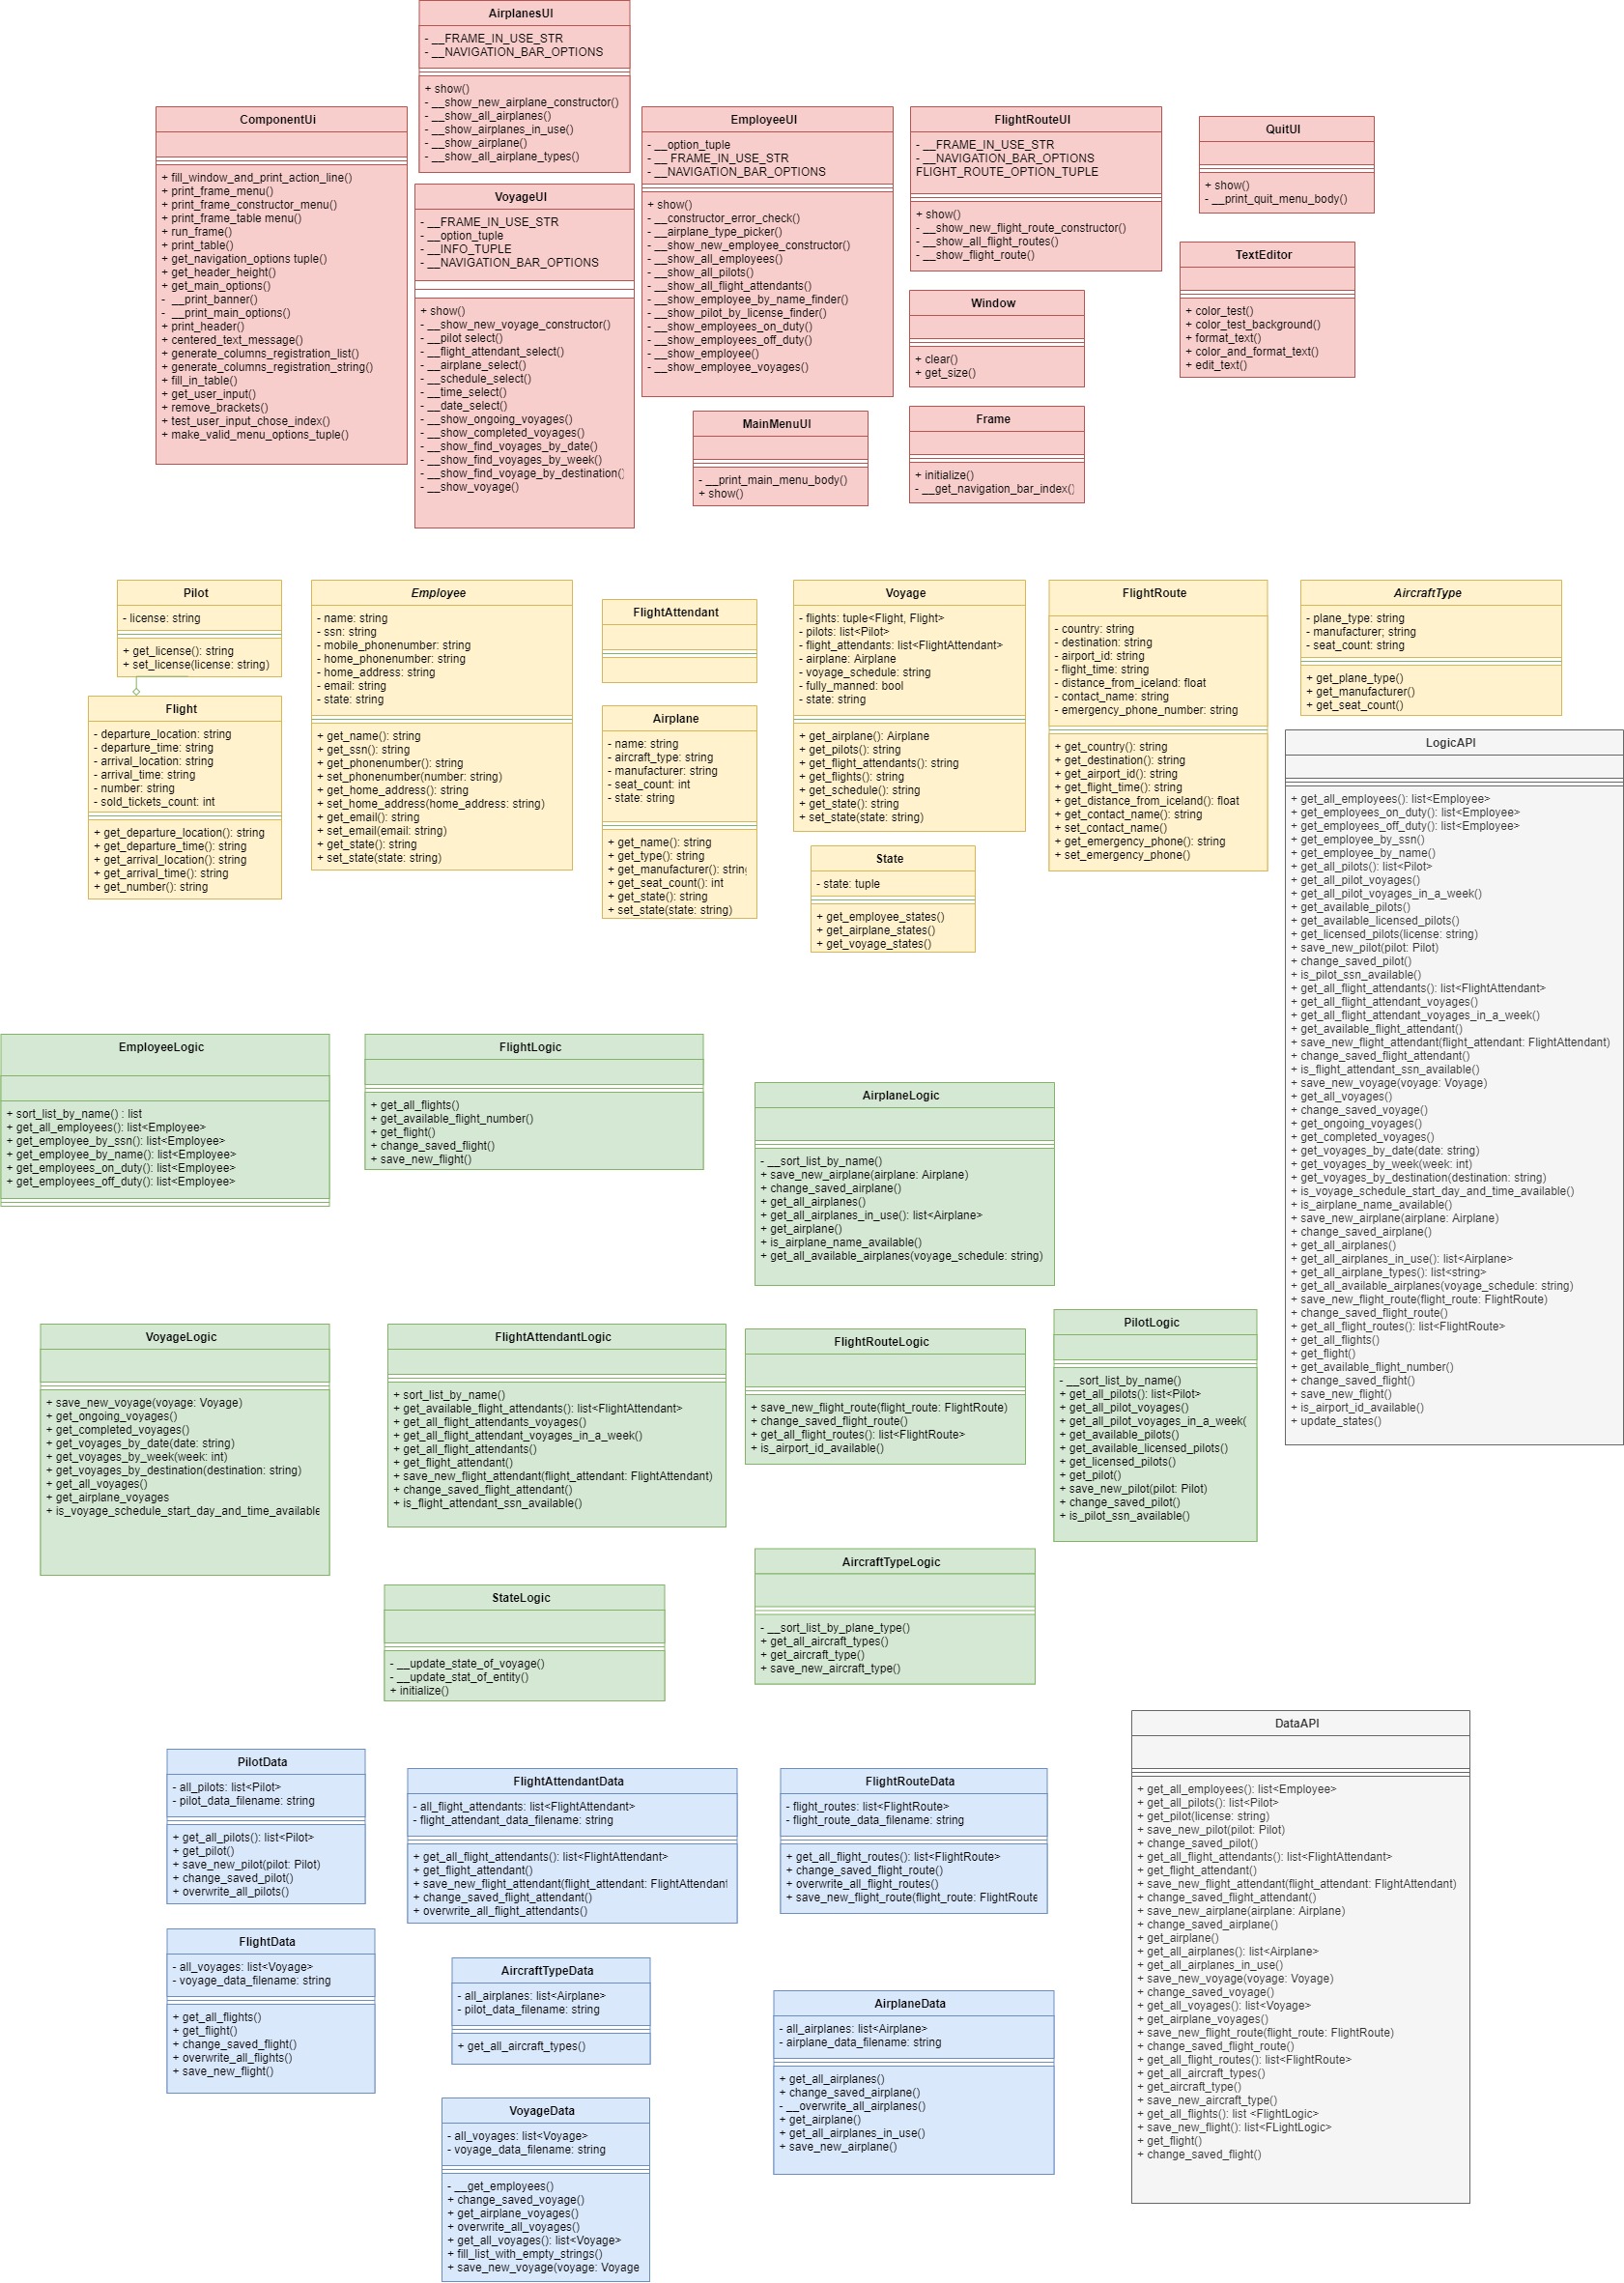 AirplanesUI
- __FRAME_IN_USE_STR
- __NAVIGATION_BAR_OPTIONS
+ show()
- __show_new_airplane_constructor()
- __show_all_airplanes()
- __show_airplanes_in_use()
- __show_airplane()
- __show_all_airplane_types()
ComponentUi
+ fill_window_and_print_action_line()
+ print_frame_menu()
+ print_frame_constructor_menu()
+ print_frame_table menu()
+ run_frame()
+ print_table()
+ get_navigation_options tuple()
+ get_header_height()
+ get_main_options()
- __print_banner()
- __print_main_options()
+ print_header()
+ centered_text_message()
+ generate_columns_registration_list()
+ generate_columns_registration_string()
+ fill_in_table()
+ get_user_input()
+ remove_brackets()
+ test_user_input_chose_index()
+ make_valid_menu_options_tuple()
VoyageUI
- __FRAME_IN_USE_STR
- __option_tuple
- __INFO_TUPLE
- __NAVIGATION_BAR_OPTIONS
+ show()
- __show_new_voyage_constructor()
- __pilot select()
- __flight_attendant_select()
- __airplane_select()
- __schedule_select()
- __time_select()
- __date_select()
- __show_ongoing_voyages()
- __show_completed_voyages()
- __show_find_voyages_by_date()
- __show_find_voyages_by_week()
- __show_find_voyage_by_destination()
- __show_voyage()
EmployeeUI
- __option_tuple
- __ FRAME_IN_USE_STR
- __NAVIGATION_BAR_OPTIONS
+ show()
- __constructor_error_check()
- __airplane_type_picker()
- __show_new_employee_constructor()
- __show_all_employees()
- __show_all_pilots()
- __show_all_flight_attendants()
- __show_employee_by_name_finder()
- __show_pilot_by_license_finder()
- __show_employees_on_duty()
- __show_employees_off_duty()
- __show_employee()
- __show_employee_voyages()
MainMenuUI
- __print_main_menu_body()
+ show()
FlightRouteUI
- __FRAME_IN_USE_STR
- __NAVIGATION_BAR_OPTIONS
FLIGHT_ROUTE_OPTION_TUPLE
+ show()
- __show_new_flight_route_constructor()
- __show_all_flight_routes()
- __show_flight_route()
Window
+ clear()
+ get_size()
Frame
+ initialize()
- __get_navigation_bar_index()
QuitUI
+ show()
- __print_quit_menu_body()
TextEditor
+ color_test()
+ color_test_background()
+ format_text()
+ color_and_format_text()
+ edit_text()
Pilot
- license: string
+ get_license(): string
+ set_license(license: string)
Flight
- departure_location: string
- departure_time: string
- arrival_location: string
- arrival_time: string
- number: string
- sold_tickets_count: int
+ get_departure_location(): string
+ get_departure_time(): string
+ get_arrival_location(): string
+ get_arrival_time(): string
+ get_number(): string
Employee
- name: string
- ssn: string
- mobile_phonenumber: string
- home_phonenumber: string
- home_address: string
- email: string
- state: string
+ get_name(): string
+ get_ssn(): string
+ get_phonenumber(): string
+ set_phonenumber(number: string)
+ get_home_address(): string
+ set_home_address(home_address: string)
+ get_email(): string
+ set_email(email: string)
+ get_state(): string
+ set_state(state: string)
FlightAttendant
Airplane
- name: string
- aircraft_type: string
- manufacturer: string
- seat_count: int
- state: string
+ get_name(): string
+ get_type(): string
+ get_manufacturer(): string
+ get_seat_count(): int
+ get_state(): string
+ set_state(state: string)
Voyage
- flights: tuple<Flight, Flight>
- pilots: list<Pilot>
- flight_attendants: list<FlightAttendant>
- airplane: Airplane
- voyage_schedule: string
- fully_manned: bool
- state: string
+ get_airplane(): Airplane
+ get_pilots(): string
+ get_flight_attendants(): string
+ get_flights(): string
+ get_schedule(): string
+ get_state(): string
+ set_state(state: string)
State
- state: tuple
+ get_employee_states()
+ get_airplane_states()
+ get_voyage_states()
FlightRoute
- country: string
- destination: string
- airport_id: string
- flight_time: string
- distance_from_iceland: float
- contact_name: string
- emergency_phone_number: string
+ get_country(): string
+ get_destination(): string
+ get_airport_id(): string
+ get_flight_time(): string
+ get_distance_from_iceland(): float
+ get_contact_name(): string
+ set_contact_name()
+ get_emergency_phone(): string
+ set_emergency_phone()
AircraftType
- plane_type: string
- manufacturer; string
- seat_count: string
+ get_plane_type()
+ get_manufacturer()
+ get_seat_count()
LogicAPI
+ get_all_employees(): list<Employee>
+ get_employees_on_duty(): list<Employee>
+ get_employees_off_duty(): list<Employee>
+ get_employee_by_ssn()
+ get_employee_by_name()
+ get_all_pilots(): list<Pilot>
+ get_all_pilot_voyages()
+ get_all_pilot_voyages_in_a_week()
+ get_available_pilots()
+ get_available_licensed_pilots()
+ get_licensed_pilots(license: string)
+ save_new_pilot(pilot: Pilot)
+ change_saved_pilot()
+ is_pilot_ssn_available()
+ get_all_flight_attendants(): list<FlightAttendant>
+ get_all_flight_attendant_voyages()
+ get_all_flight_attendant_voyages_in_a_week()
+ get_available_flight_attendant()
+ save_new_flight_attendant(flight_attendant: FlightAttendant)
+ change_saved_flight_attendant()
+ is_flight_attendant_ssn_available()
+ save_new_voyage(voyage: Voyage)
+ get_all_voyages()
+ change_saved_voyage()
+ get_ongoing_voyages()
+ get_completed_voyages()
+ get_voyages_by_date(date: string)
+ get_voyages_by_week(week: int)
+ get_voyages_by_destination(destination: string)
+ is_voyage_schedule_start_day_and_time_available()
+ is_airplane_name_available()
+ save_new_airplane(airplane: Airplane)
+ change_saved_airplane()
+ get_all_airplanes()
+ get_all_airplanes_in_use(): list<Airplane>
+ get_all_airplane_types(): list<string>
+ get_all_available_airplanes(voyage_schedule: string)
+ save_new_flight_route(flight_route: FlightRoute)
+ change_saved_flight_route()
+ get_all_flight_routes(): list<FlightRoute>
+ get_all_flights()
+ get_flight()
+ get_available_flight_number()
+ change_saved_flight()
+ save_new_flight()
+ is_airport_id_available()
+ update_states()
EmployeeLogic
+ sort_list_by_name() : list
+ get_all_employees(): list<Employee>
+ get_employee_by_ssn(): list<Employee>
+ get_employee_by_name(): list<Employee>
+ get_employees_on_duty(): list<Employee>
+ get_employees_off_duty(): list<Employee>
FlightLogic
+ get_all_flights()
+ get_available_flight_number()
+ get_flight()
+ change_saved_flight()
+ save_new_flight()
AirplaneLogic
- __sort_list_by_name()
+ save_new_airplane(airplane: Airplane)
+ change_saved_airplane()
+ get_all_airplanes()
+ get_all_airplanes_in_use(): list<Airplane>
+ get_airplane()
+ is_airplane_name_available()
+ get_all_available_airplanes(voyage_schedule: string)
VoyageLogic
+ save_new_voyage(voyage: Voyage)
+ get_ongoing_voyages()
+ get_completed_voyages()
+ get_voyages_by_date(date: string)
+ get_voyages_by_week(week: int)
+ get_voyages_by_destination(destination: string)
+ get_all_voyages()
+ get_airplane_voyages
+ is_voyage_schedule_start_day_and_time_available
FlightAttendantLogic
+ sort_list_by_name()
+ get_available_flight_attendants(): list<FlightAttendant>
+ get_all_flight_attendants_voyages()
+ get_all_flight_attendant_voyages_in_a_week()
+ get_all_flight_attendants()
+ get_flight_attendant()
+ save_new_flight_attendant(flight_attendant: FlightAttendant)
+ change_saved_flight_attendant()
+ is_flight_attendant_ssn_available()
FlightRouteLogic
+ save_new_flight_route(flight_route: FlightRoute)
+ change_saved_flight_route()
+ get_all_flight_routes(): list<FlightRoute>
+ is_airport_id_available()
PilotLogic
- __sort_list_by_name()
+ get_all_pilots(): list<Pilot>
+ get_all_pilot_voyages()
+ get_all_pilot_voyages_in_a_week(
+ get_available_pilots()
+ get_available_licensed_pilots()
+ get_licensed_pilots()
+ get_pilot()
+ save_new_pilot(pilot: Pilot)
+ change_saved_pilot()
+ is_pilot_ssn_available()
StateLogic
- __update_state_of_voyage()
- __update_stat_of_entity()
+ initialize()
AircraftTypeLogic
- __sort_list_by_plane_type()
+ get_all_aircraft_types()
+ get_aircraft_type()
+ save_new_aircraft_type()
PilotData
- all_pilots: list<Pilot>
- pilot_data_filename: string
+ get_all_pilots(): list<Pilot>
+ get_pilot()
+ save_new_pilot(pilot: Pilot)
+ change_saved_pilot()
+ overwrite_all_pilots()
FlightAttendantData
- all_flight_attendants: list<FlightAttendant>
- flight_attendant_data_filename: string
+ get_all_flight_attendants(): list<FlightAttendant>
+ get_flight_attendant()
+ save_new_flight_attendant(flight_attendant: FlightAttendant
+ change_saved_flight_attendant()
+ overwrite_all_flight_attendants()
FlightRouteData
- flight_routes: list<FlightRoute>
- flight_route_data_filename: string
+ get_all_flight_routes(): list<FlightRoute>
+ change_saved_flight_route()
+ overwrite_all_flight_routes()
+ save_new_flight_route(flight_route: FlightRoute
FlightData
- all_voyages: list<Voyage>
- voyage_data_filename: string
+ get_all_flights()
+ get_flight()
+ change_saved_flight()
+ overwrite_all_flights()
+ save_new_flight()
AircraftTypeData
- all_airplanes: list<Airplane>
- pilot_data_filename: string
+ get_all_aircraft_types()
AirplaneData
- all_airplanes: list<Airplane>
- airplane_data_filename: string
+ get_all_airplanes()
+ change_saved_airplane()
- __overwrite_all_airplanes()
+ get_airplane()
+ get_all_airplanes_in_use()
+ save_new_airplane()
VoyageData
- all_voyages: list<Voyage>
- voyage_data_filename: string
- __get_employees()
+ change_saved_voyage()
+ get_airplane_voyages()
+ overwrite_all_voyages()
+ get_all_voyages(): list<Voyage>
+ fill_list_with_empty_strings()
+ save_new_voyage(voyage: Voyage
DataAPI
+ get_all_employees(): list<Employee>
+ get_all_pilots(): list<Pilot>
+ get_pilot(license: string)
+ save_new_pilot(pilot: Pilot)
+ change_saved_pilot()
+ get_all_flight_attendants(): list<FlightAttendant>
+ get_flight_attendant()
+ save_new_flight_attendant(flight_attendant: FlightAttendant)
+ change_saved_flight_attendant()
+ save_new_airplane(airplane: Airplane)
+ change_saved_airplane()
+ get_airplane()
+ get_all_airplanes(): list<Airplane>
+ get_all_airplanes_in_use()
+ save_new_voyage(voyage: Voyage)
+ change_saved_voyage()
+ get_all_voyages(): list<Voyage>
+ get_airplane_voyages()
+ save_new_flight_route(flight_route: FlightRoute)
+ change_saved_flight_route()
+ get_all_flight_routes(): list<FlightRoute>
+ get_all_aircraft_types()
+ get_aircraft_type()
+ save_new_aircraft_type()
+ get_all_flights(): list <FlightLogic>
+ save_new_flight(): list<FLightLogic>
+ get_flight()
+ change_saved_flight()